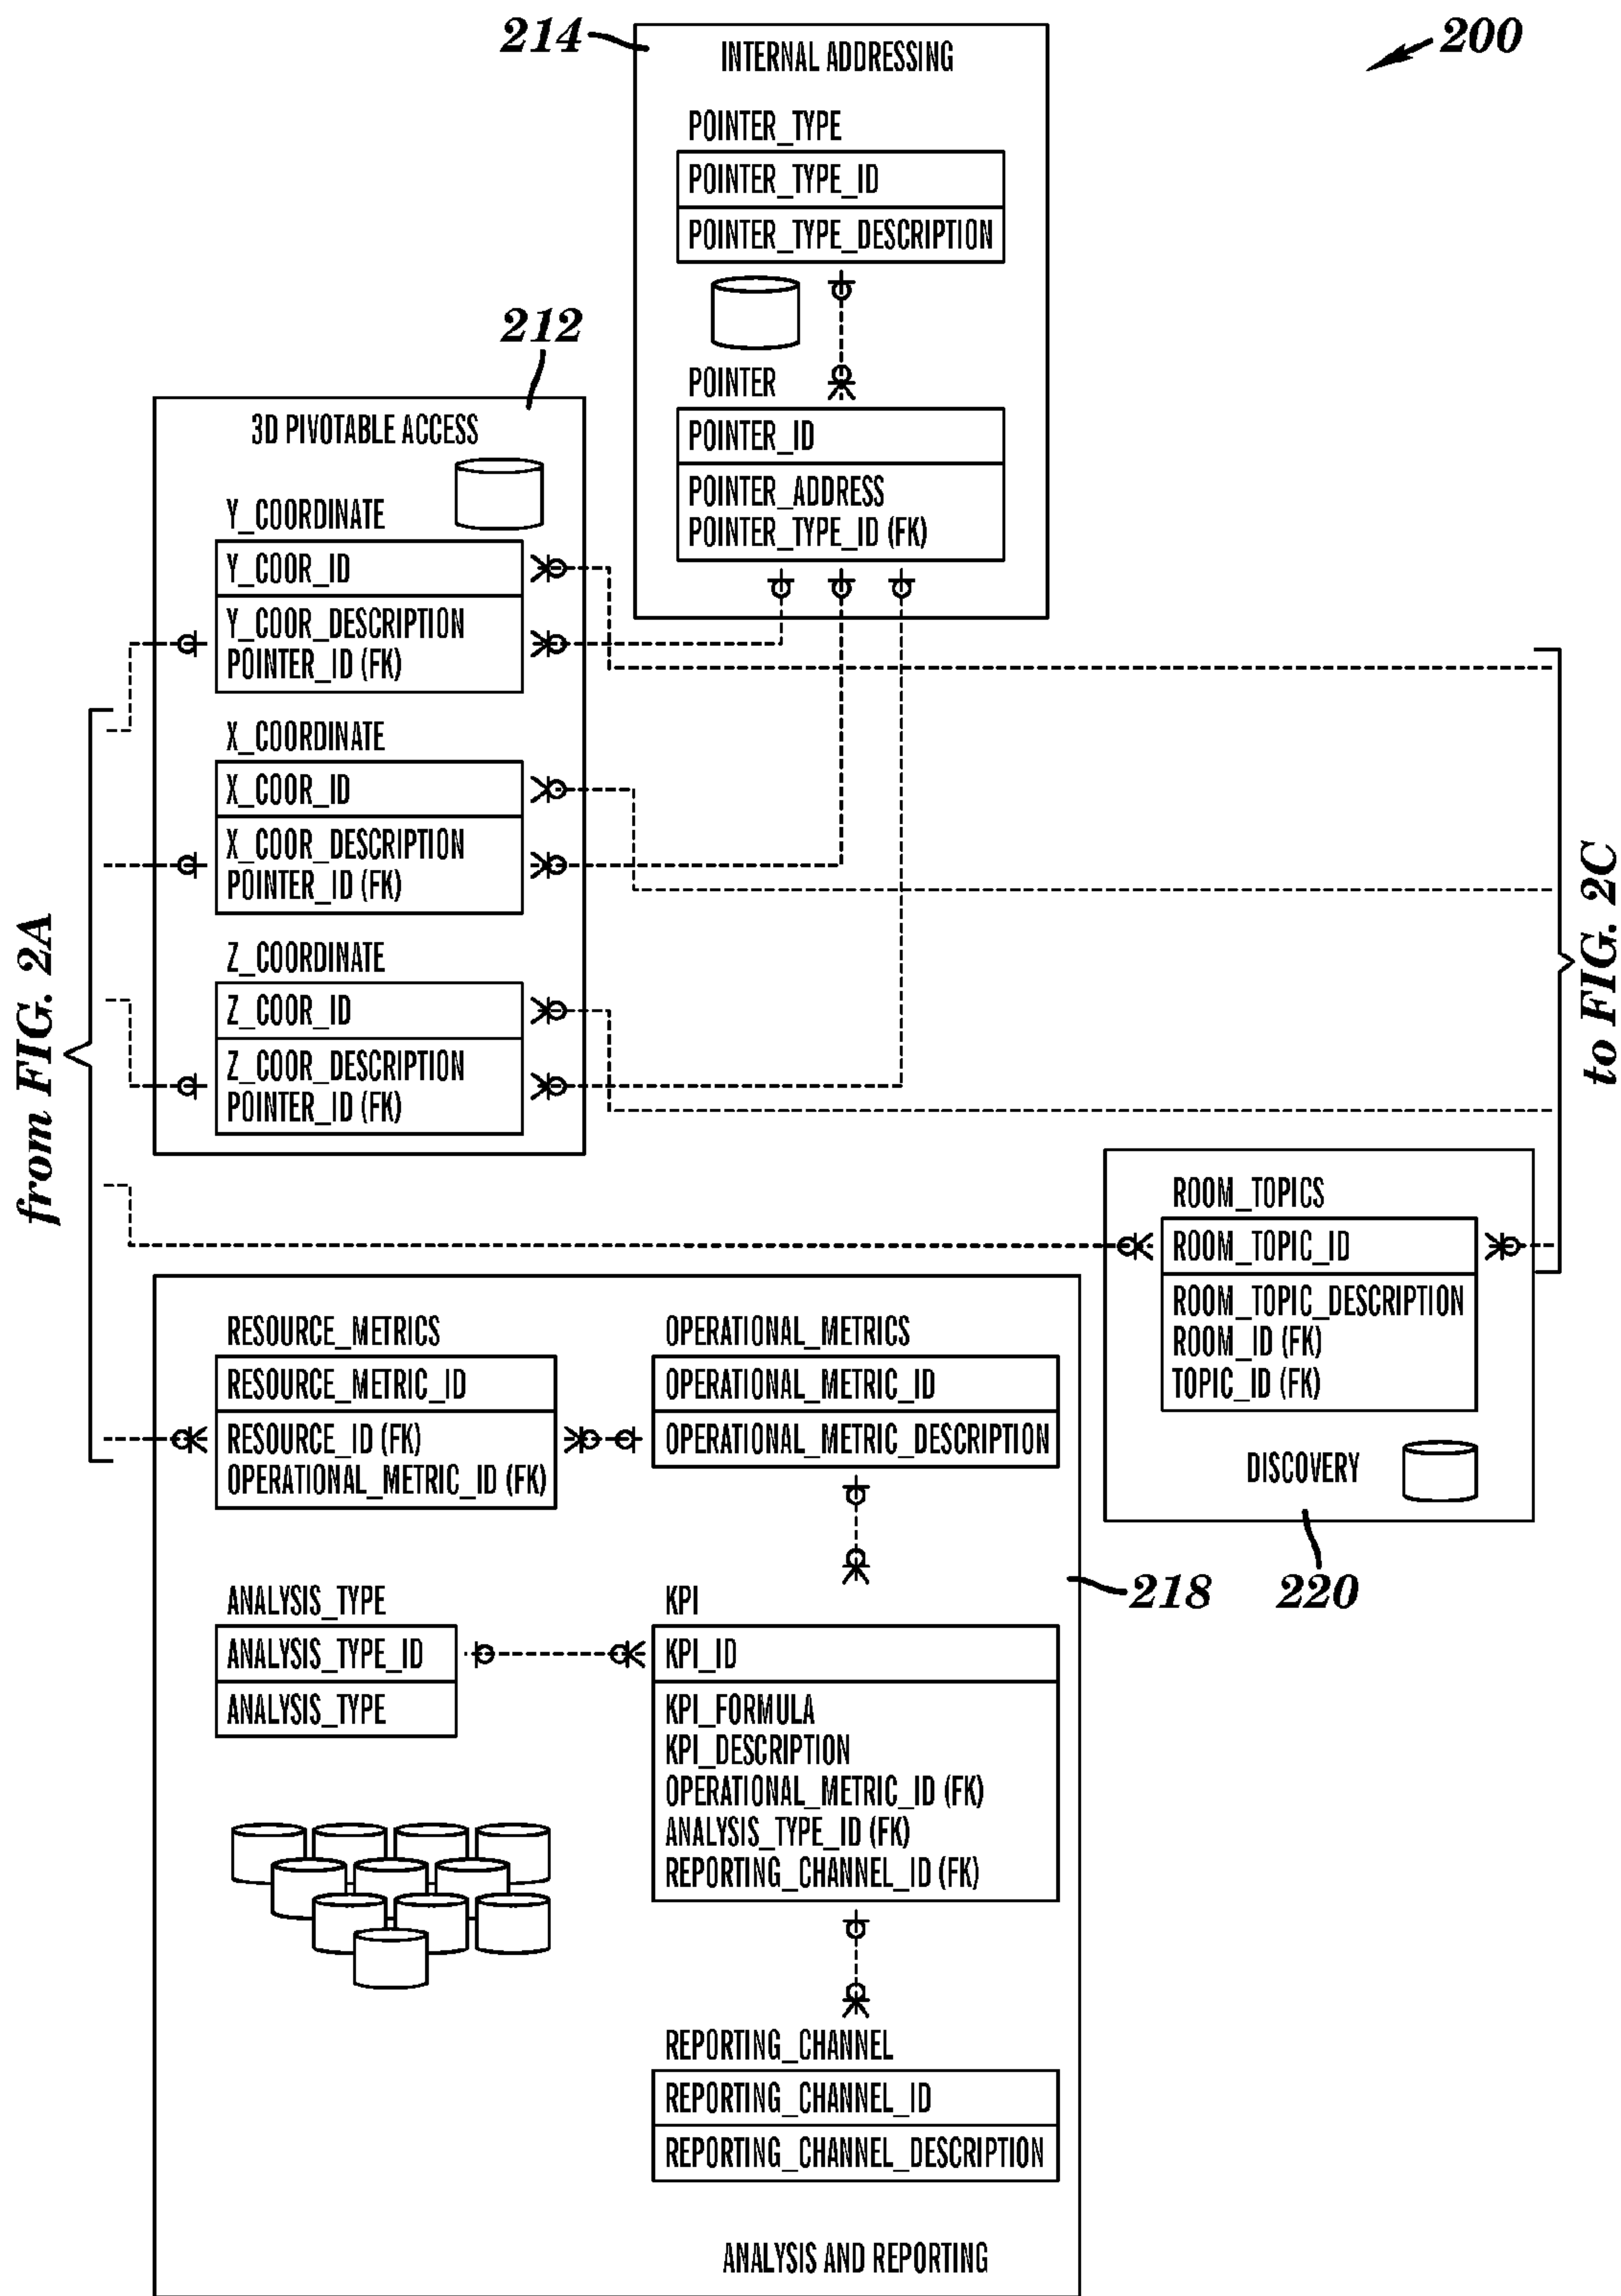 200
214
INTERNAL ADDRESSING
POINTER_TYPE
POINTER_TYPE_ID
POINTER_TYPE_DESCRIPTION
POINTER
POINTER_ID
POINTER_ADDRESS
POINTER_TYPE_ID (FK)
212
3D PIVOTABLE ACCESS
Y_COORDINATE
Y_COOR_ID
Y_COOR_DESCRIPTION
POINTER_ID (FK)
X_COORDINATE
X_COOR_ID
X_COOR_DESCRIPTION
POINTER_ID (FK)
Z_COORDINATE
Z_COOR_ID
Z_COOR_DESCRIPTION
POINTER_ID (FK)
from FIG. 2A
to FIG. 2C
ROOM_TOPICS
ROOM_TOPIC_ID
ROOM_TOPIC_DESCRIPTION
ROOM_ID (FK)
TOPIC_ID (FK)
DISCOVERY
220
218
RESOURCE_METRICS
RESOURCE_METRIC_ID
RESOURCE_ID (FK)
OPERATIONAL_METRIC_ID (FK)
OPERATIONAL_METRICS
OPERATIONAL_METRIC_ID
OPERATIONAL_METRIC_DESCRIPTION
ANALYSIS_TYPE
ANALYSIS_TYPE_ID
ANALYSIS_TYPE
KPI
KPI_ID
KPI_FORMULA
KPI_DESCRIPTION
OPERATIONAL_METRIC_ID (FK)
ANALYSIS_TYPE_ID (FK)
REPORTING_CHANNEL_ID (FK)
REPORTING_CHANNEL
REPORTING_CHANNEL_ID
REPORTING_CHANNEL_DESCRIPTION
ANALYSIS AND REPORTING